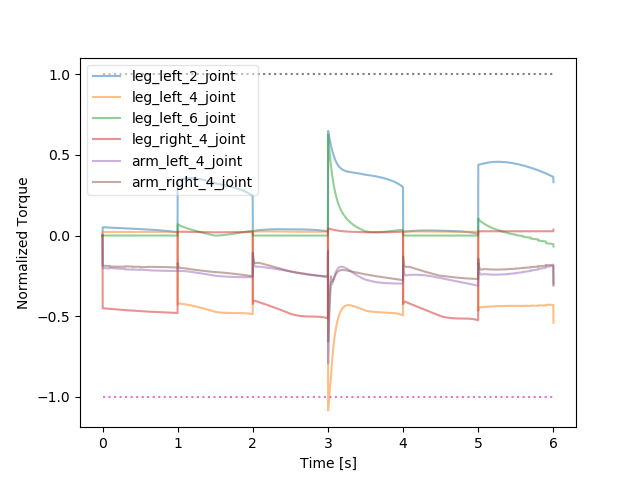 1.0
0.5
0.0
−0.5
−1.0
Normalized Torque
leg_left_2_joint
leg_left_4_joint
leg_left_6_joint
leg_right_4_joint
arm_left_4_joint
arm_right_4_joint
0 1 2 3 4 5 6
Time [s]